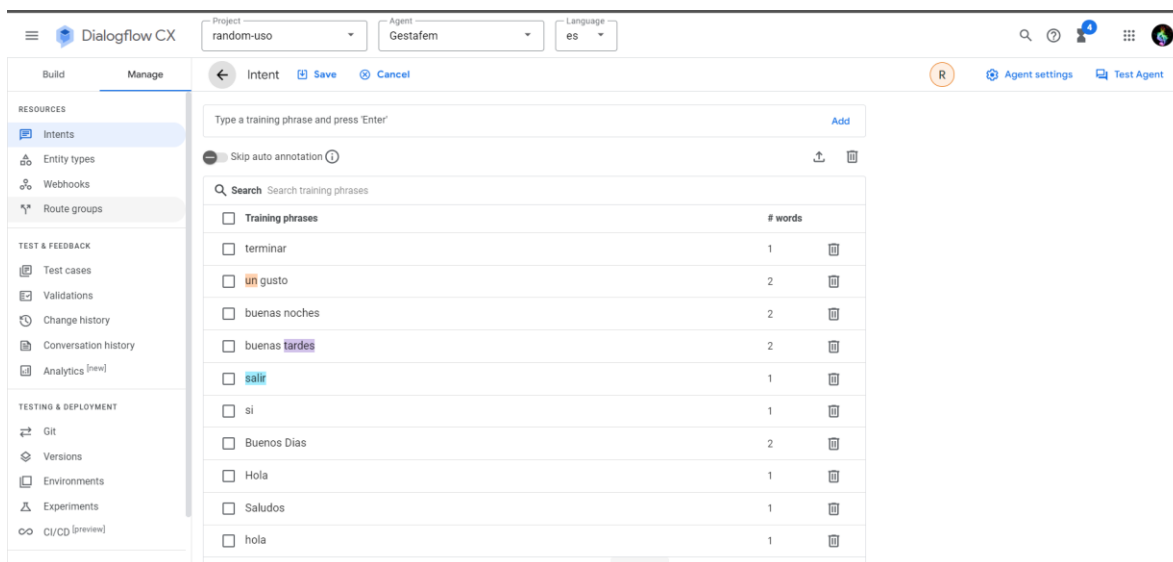 Dialogflow CX
Project
random-uso
Agent
Gestafem
Language
es
4
Build
Manage
Intent
Save
Cancel
R
Agent settings
Test Agent
RESOURCES
Intents
Entity types
Webhooks
Route groups
TEST & FEEDBACK
Test cases
Validations
Change history
Conversation history
Analytics [new]
TESTING & DEPLOYMENT
Git
Versions
Environments
Experiments
CI/CD [preview]
Type a training phrase and press 'Enter'
Add
Skip auto annotation
Search Search training phrases
Training phrases # words
terminar 1
un gusto 2
buenas noches 2
buenas tardes 2
salir 1
si 1
Buenos Dias 2
Hola 1
Saludos 1
hola 1